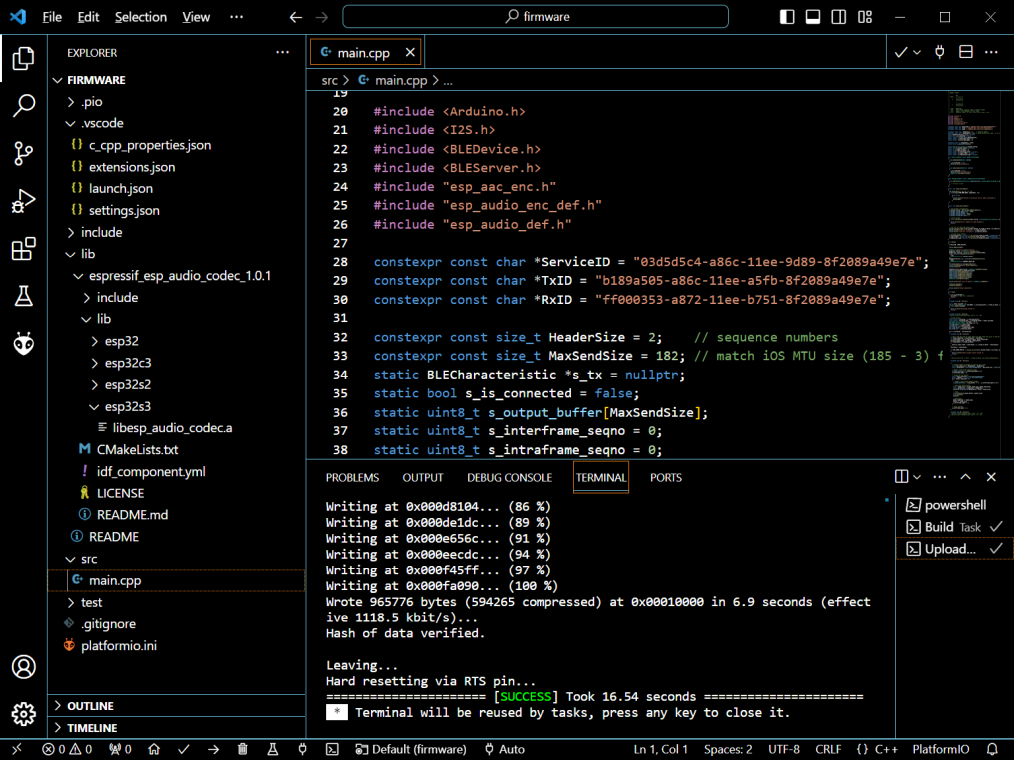 File Edit Selection View ... firmware
EXPLORER ...
FIRMWARE
.pio
.vscode
{} c_cpp_properties.json
{} extensions.json
{} launch.json
{} settings.json
include
lib
espressif_esp_audio_codec_1.0.1
include
lib
esp32
esp32c3
esp32s2
esp32s3
libesp_audio_codec.a
CMakeLists.txt
! idf_component.yml
LICENSE
README.md
README
src
main.cpp
test
.gitignore
platformio.ini
OUTLINE
TIMELINE
main.cpp
src > main.cpp > ...
19
20 #include <Arduino.h>
21 #include <I2S.h>
22 #include <BLEDevice.h>
23 #include <BLEServer.h>
24 #include "esp_aac_enc.h"
25 #include "esp_audio_enc_def.h"
26 #include "esp_audio_def.h"
27
28 constexpr const char *ServiceID = "03d5d5c4-a86c-11ee-9d89-8f2089a49e7e";
29 constexpr const char *TxID = "b189a505-a86c-11ee-a5fb-8f2089a49e7e";
30 constexpr const char *RxID = "ff000353-a872-11ee-b751-8f2089a49e7e";
31
32 constexpr const size_t HeaderSize = 2; // sequence numbers
33 constexpr const size_t MaxSendSize = 182; // match iOS MTU size (185 - 3) f
34 static BLECharacteristic *s_tx = nullptr;
35 static bool s_is_connected = false;
36 static uint8_t s_output_buffer[MaxSendSize];
37 static uint8_t s_interframe_seqno = 0;
38 static uint8_t s_intraframe_seqno = 0;
PROBLEMS OUTPUT DEBUG CONSOLE TERMINAL PORTS
Writing at 0x000d8104... (86 %)
Writing at 0x000de1dc... (89 %)
Writing at 0x000e656c... (91 %)
Writing at 0x000eecdc... (94 %)
Writing at 0x000f45ff... (97 %)
Writing at 0x000fa090... (100 %)
Wrote 965776 bytes (594265 compressed) at 0x00010000 in 6.9 seconds (effect
ive 1118.5 kbit/s)...
Hash of data verified.
Leaving...
Hard resetting via RTS pin...
===================== [SUCCESS] Took 16.54 seconds =====================
* Terminal will be reused by tasks, press any key to close it.
powershell
Build Task
Upload...
0 0 0 Default (firmware) Auto Ln 1, Col 1 Spaces: 2 UTF-8 CRLF {} C++ PlatformIO